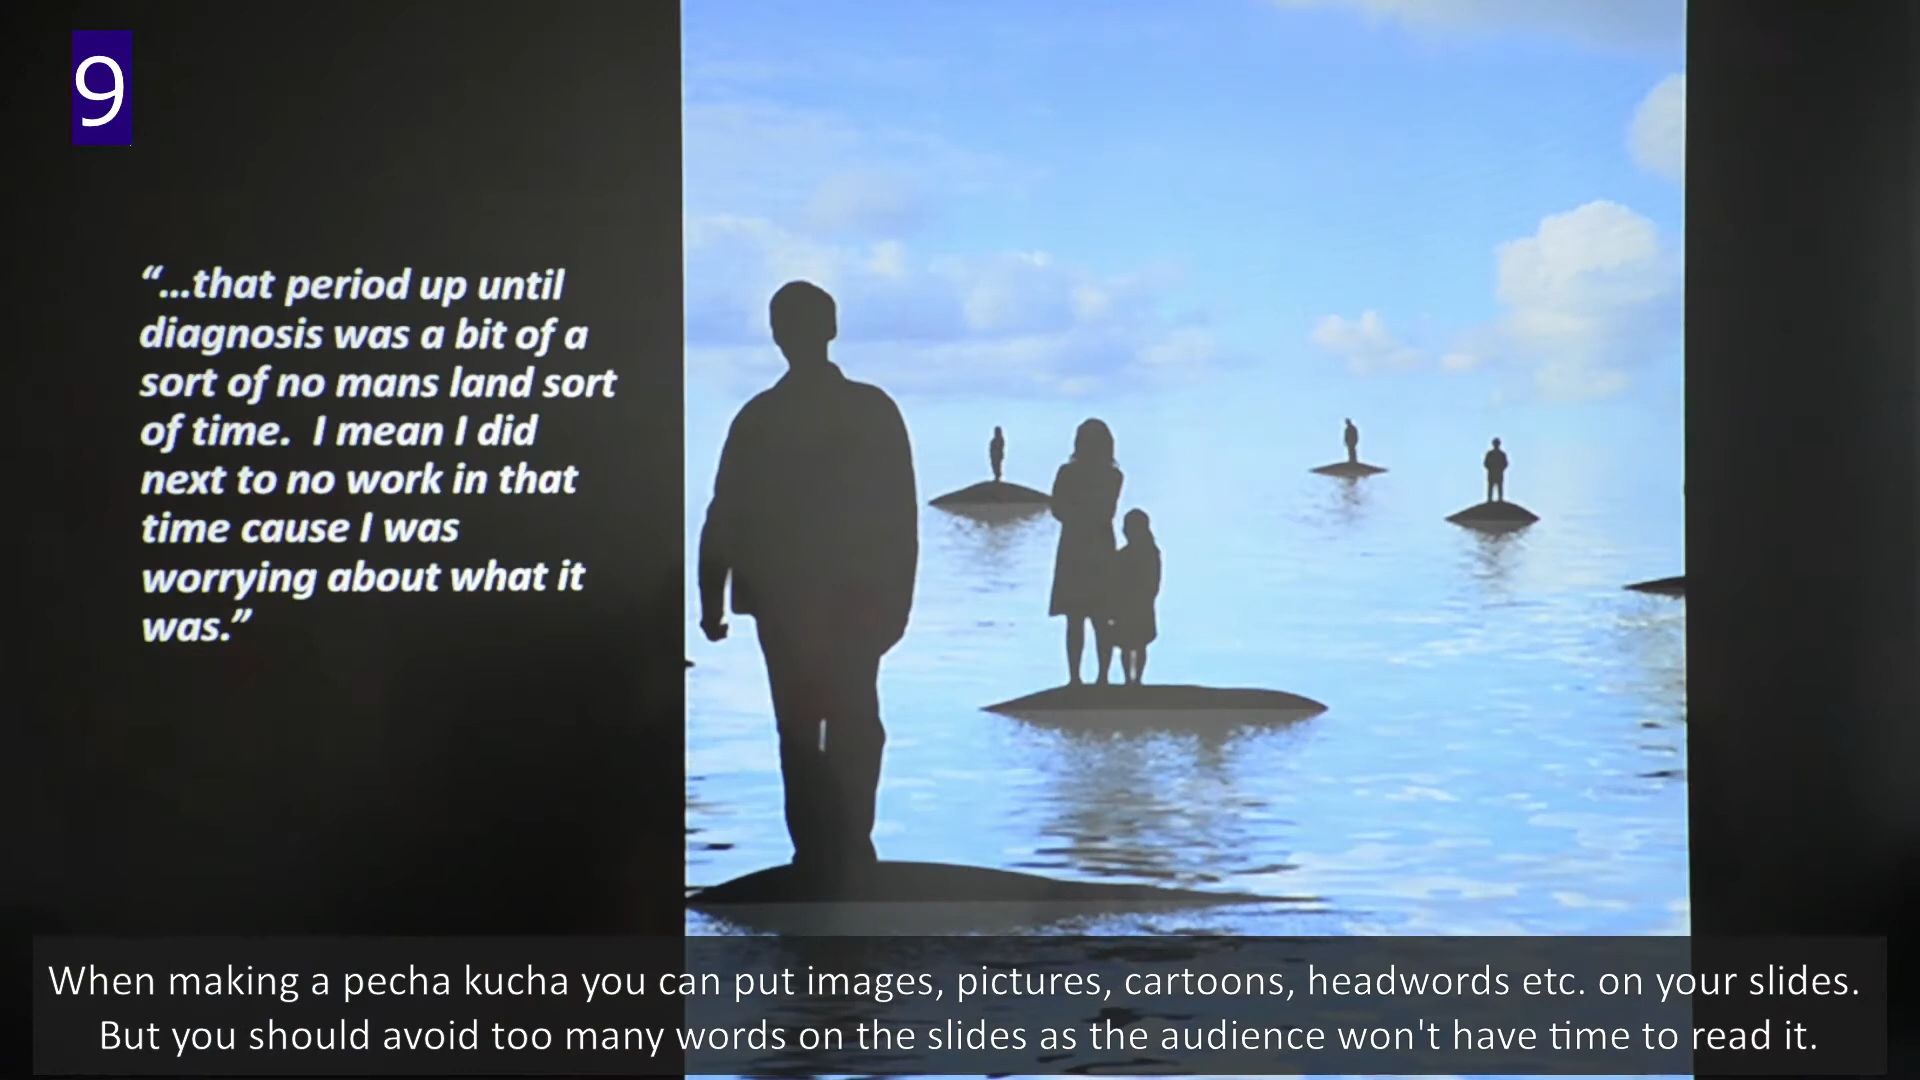 9
“...that period up until
diagnosis was a bit of a
sort of no mans land sort
of time.  I mean I did
next to no work in that
time cause I was
worrying about what it
was.”
When making a pecha kucha you can put images, pictures, cartoons, headwords etc. on your slides.
But you should avoid too many words on the slides as the audience won't have time to read it.